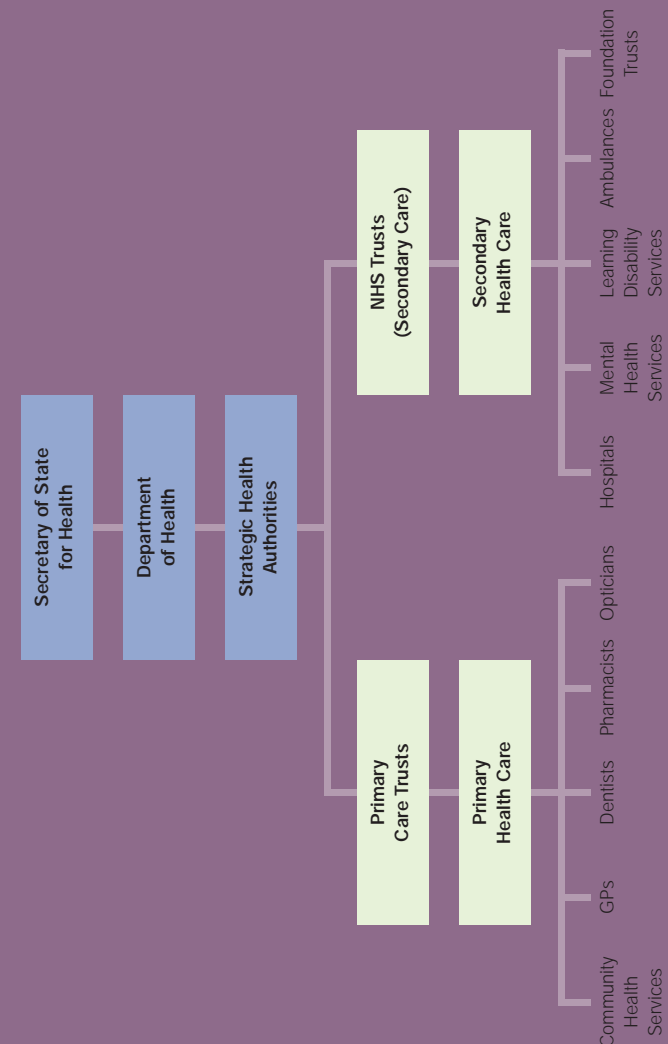 Secretary of State
for Health
Department
of Health
Strategic Health
Authorities
Primary
Care Trusts
NHS Trusts
(Secondary Care)
Primary
Health Care
Secondary
Health Care
Community
Health
Services
GPs
Dentists
Pharmacists
Opticians
Hospitals
Mental
Health
Services
Learning
Disability
Services
Ambulances
Foundation
Trusts